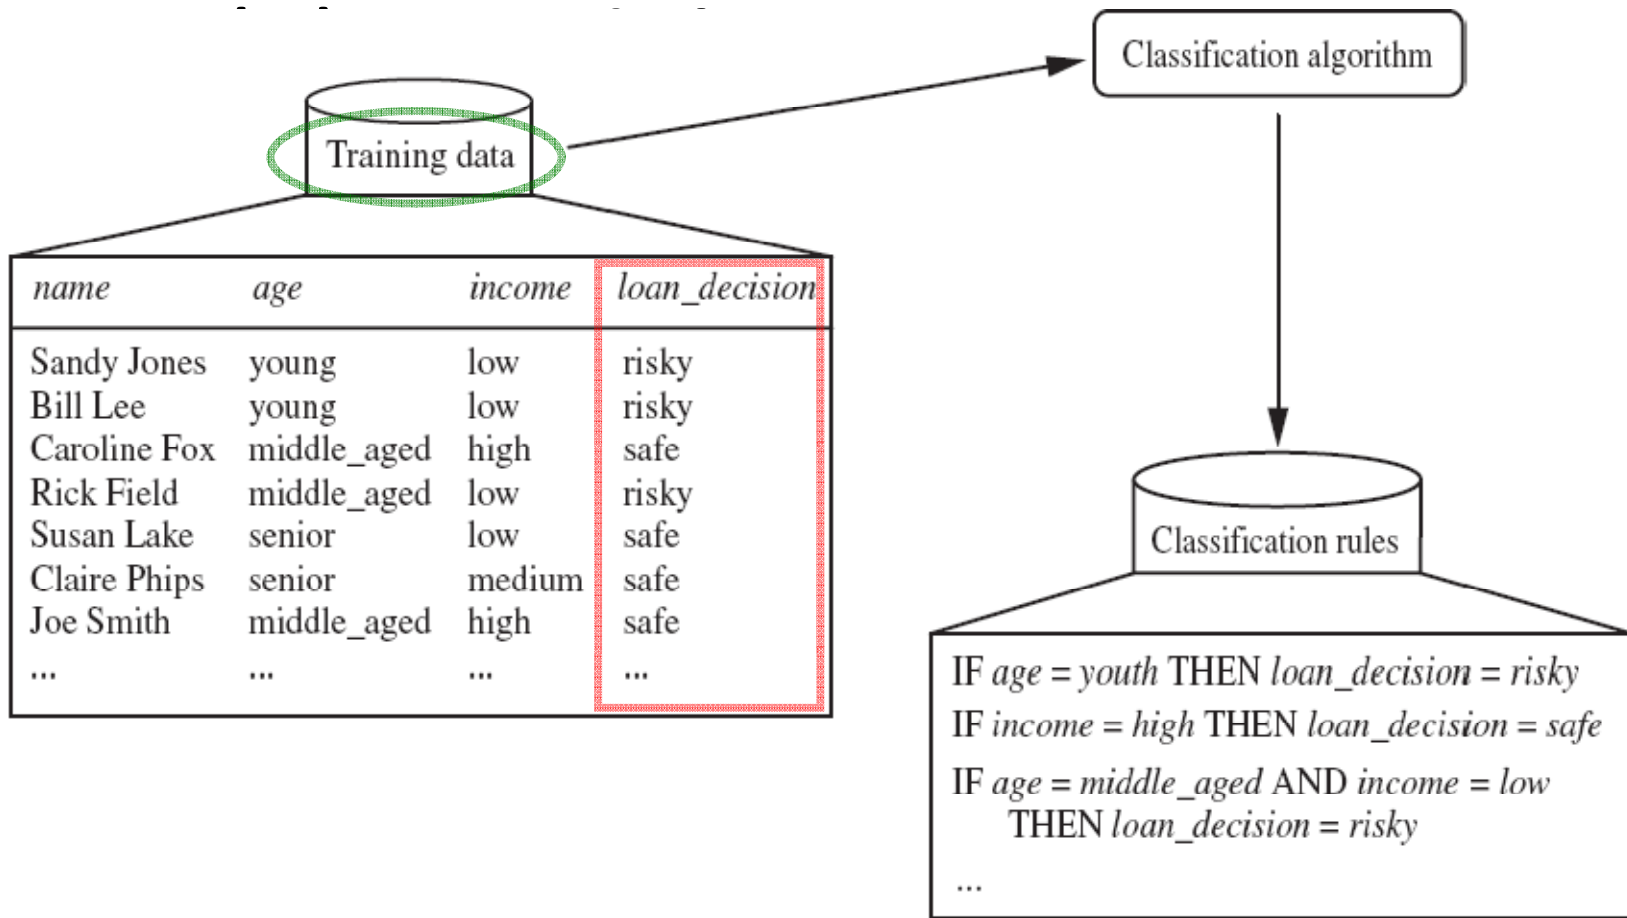 Classification algorithm
Training data
name age income loan_decision
Sandy Jones young low risky
Bill Lee young low risky
Caroline Fox middle_aged high safe
Rick Field middle_aged low risky
Susan Lake senior low safe
Claire Phips senior medium safe
Joe Smith middle_aged high safe
... ... ... ...
Classification rules
IF age = youth THEN loan_decision = risky
IF income = high THEN loan_decision = safe
IF age = middle_aged AND income = low
THEN loan_decision = risky
...